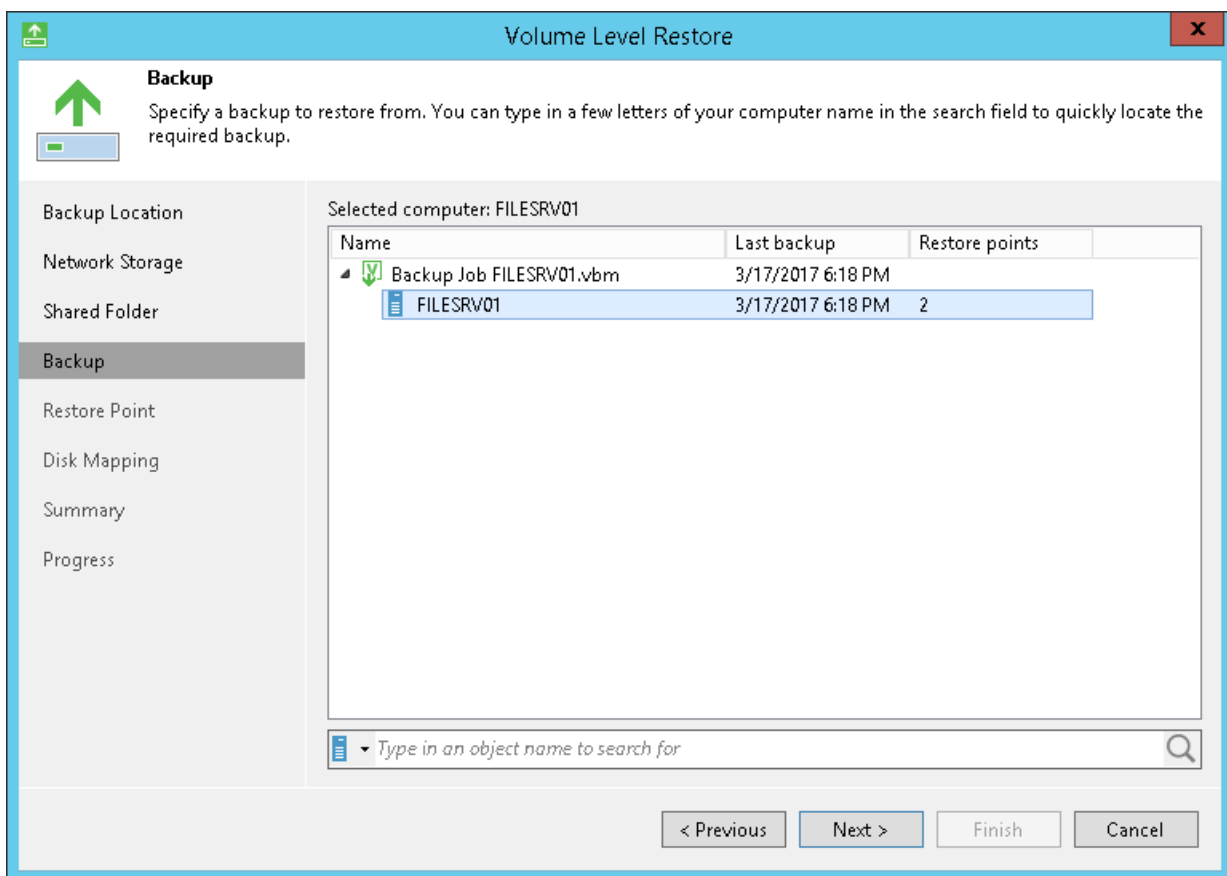 Volume Level Restore
x
Backup
Specify a backup to restore from. You can type in a few letters of your computer name in the search field to quickly locate the
required backup.
Backup Location
Network Storage
Shared Folder
Backup
Restore Point
Disk Mapping
Summary
Progress
Selected computer: FILESRV01
Name Last backup Restore points
Backup Job FILESRV01.vbm 3/17/2017 6:18 PM
FILESRV01 3/17/2017 6:18 PM 2
Type in an object name to search for
< Previous Next > Finish Cancel